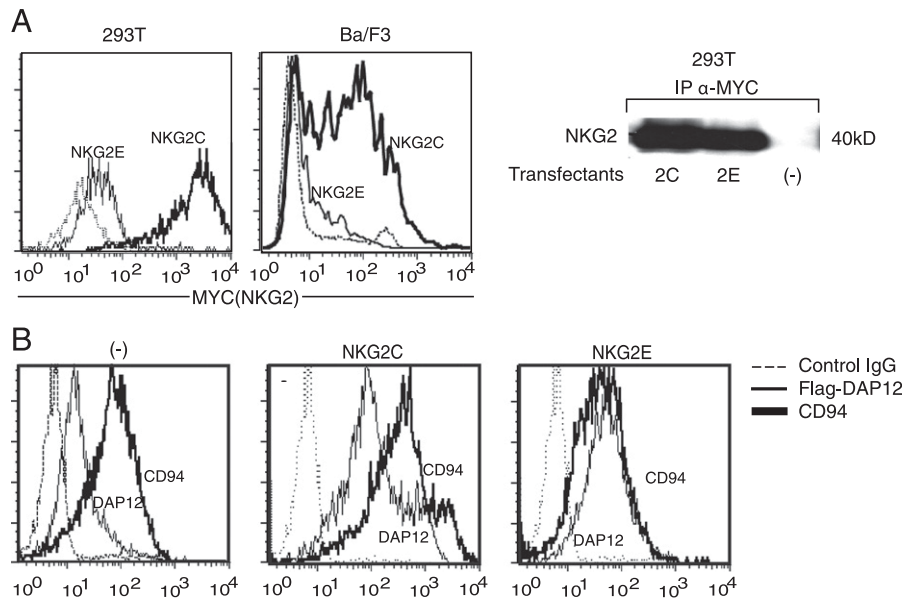 A
293T
Ba/F3
293T
IP α-MYC
NKG2E
NKG2C
NKG2C
NKG2E
NKG2
40kD
Transfectants 2C 2E (-)
10⁰ 10¹ 10² 10³ 10⁴
10⁰ 10¹ 10² 10³ 10⁴
MYC(NKG2)
B
(-)
NKG2C
NKG2E
Control IgG
Flag-DAP12
CD94
CD94
DAP12
-
CD94
DAP12
CD94
DAP12
10⁰ 10¹ 10² 10³ 10⁴
10⁰ 10¹ 10² 10³ 10⁴
10⁰ 10¹ 10² 10³ 10⁴